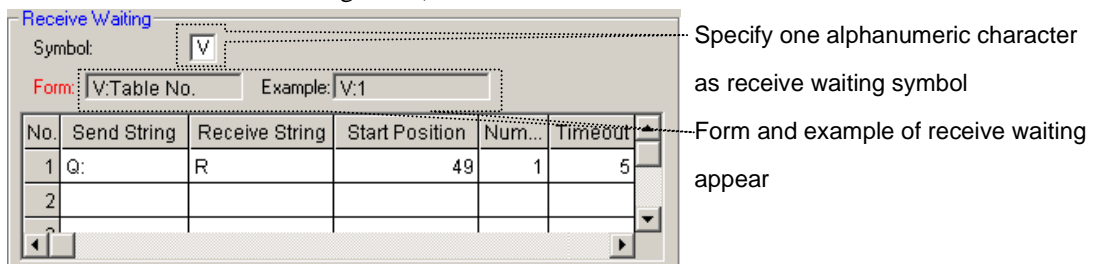 Receive Waiting
Symbol: V
Specify one alphanumeric character
as receive waiting symbol
Form: V:Table No. Example: V:1
Form and example of receive waiting
appear
No. Send String Receive String Start Position Num... Timeout
1 Q: R 49 1 5
2